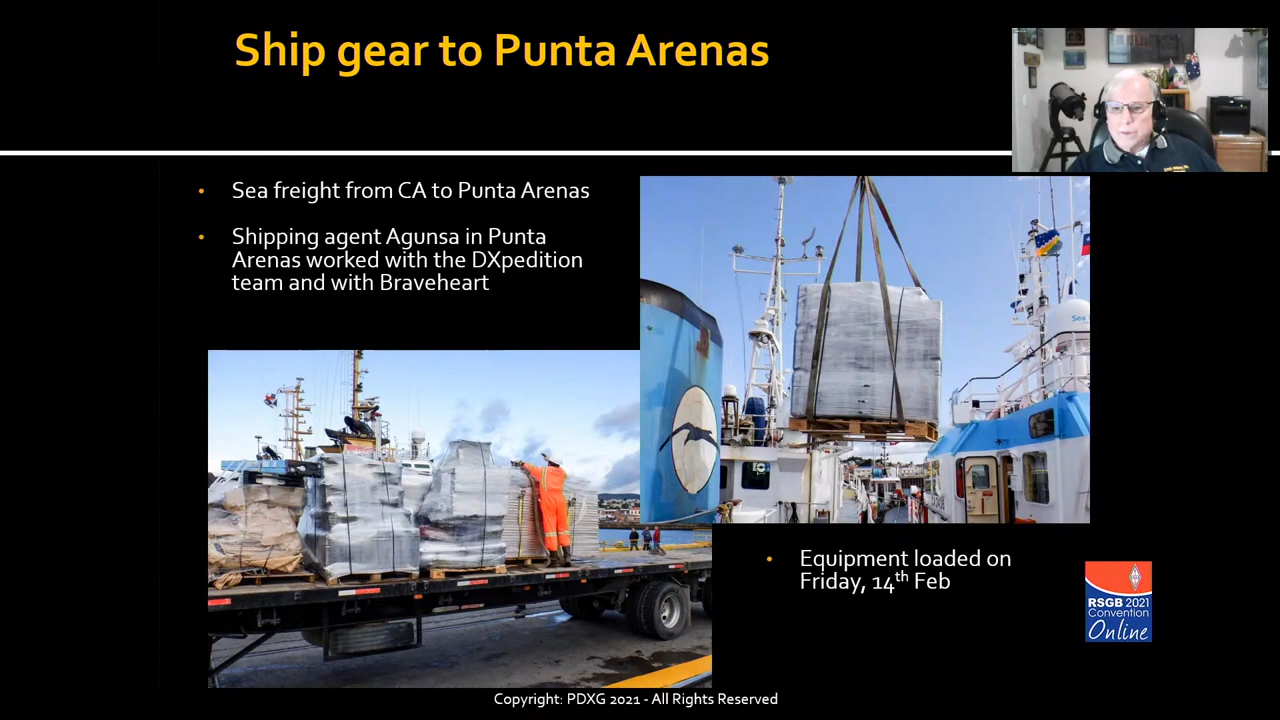 Ship gear to Punta Arenas
• Sea freight from CA to Punta Arenas
• Shipping agent Agunsa in Punta
Arenas worked with the DXpedition
team and with Braveheart
Sea
• Equipment loaded on
Friday, 14th Feb
RSGB 2021
Convention
Online
Copyright: PDXG 2021 - All Rights Reserved